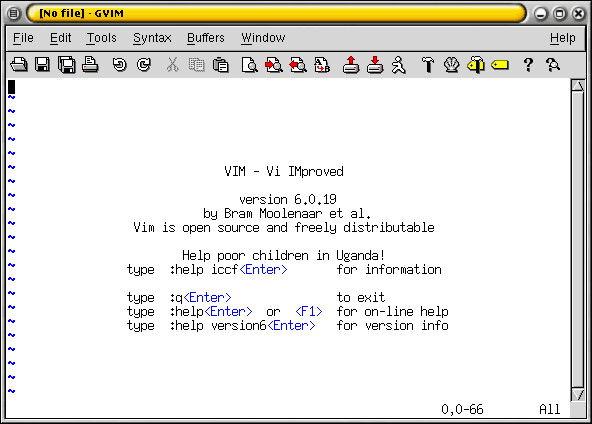 [No file] - GVIM
File Edit Tools Syntax Buffers Window Help
~
~
~
~
~
~ VIM - Vi IMproved
~
~ version 6.0.19
~ by Bram Moolenaar et al.
~ Vim is open source and freely distributable
~
~ Help poor children in Uganda!
~ type :help iccf<Enter> for information
~
~ type :q<Enter> to exit
~ type :help<Enter> or <F1> for on-line help
~ type :help version6<Enter> for version info
~
~
~
~
~
0,0-66 All